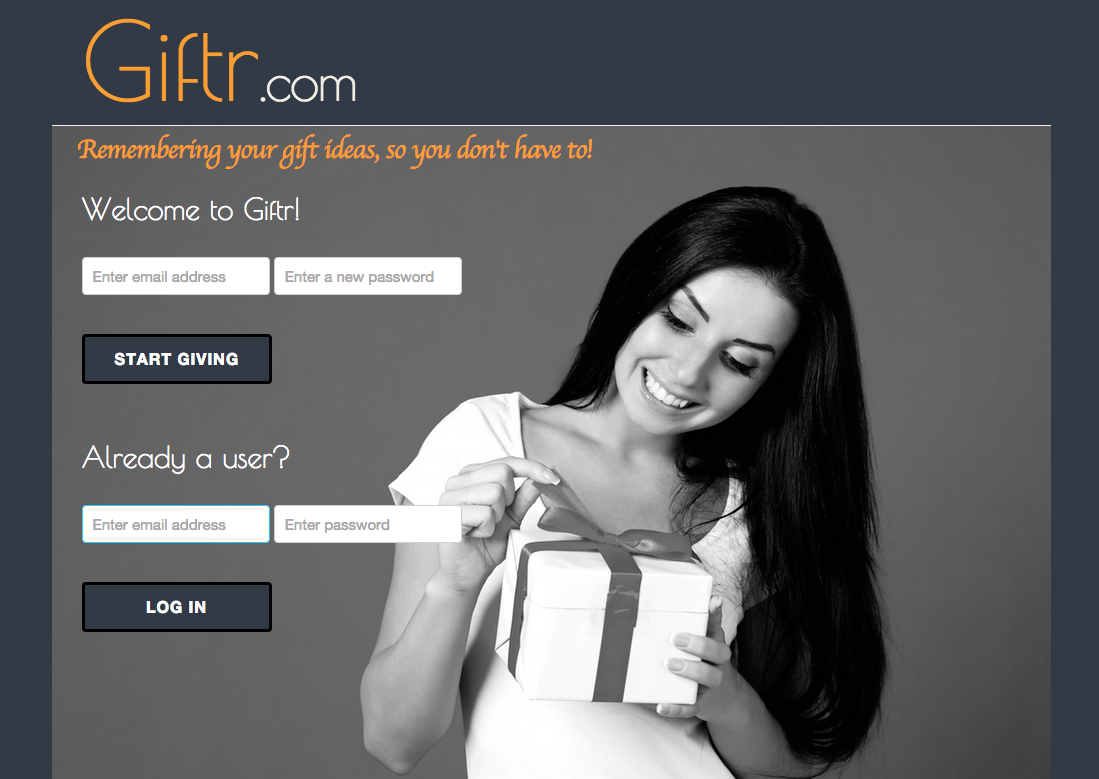 Giftr.com
Remembering your gift ideas, so you don't have to!
Welcome to Giftr!
Enter email address Enter a new password
START GIVING
Already a user?
Enter email address Enter password
LOG IN